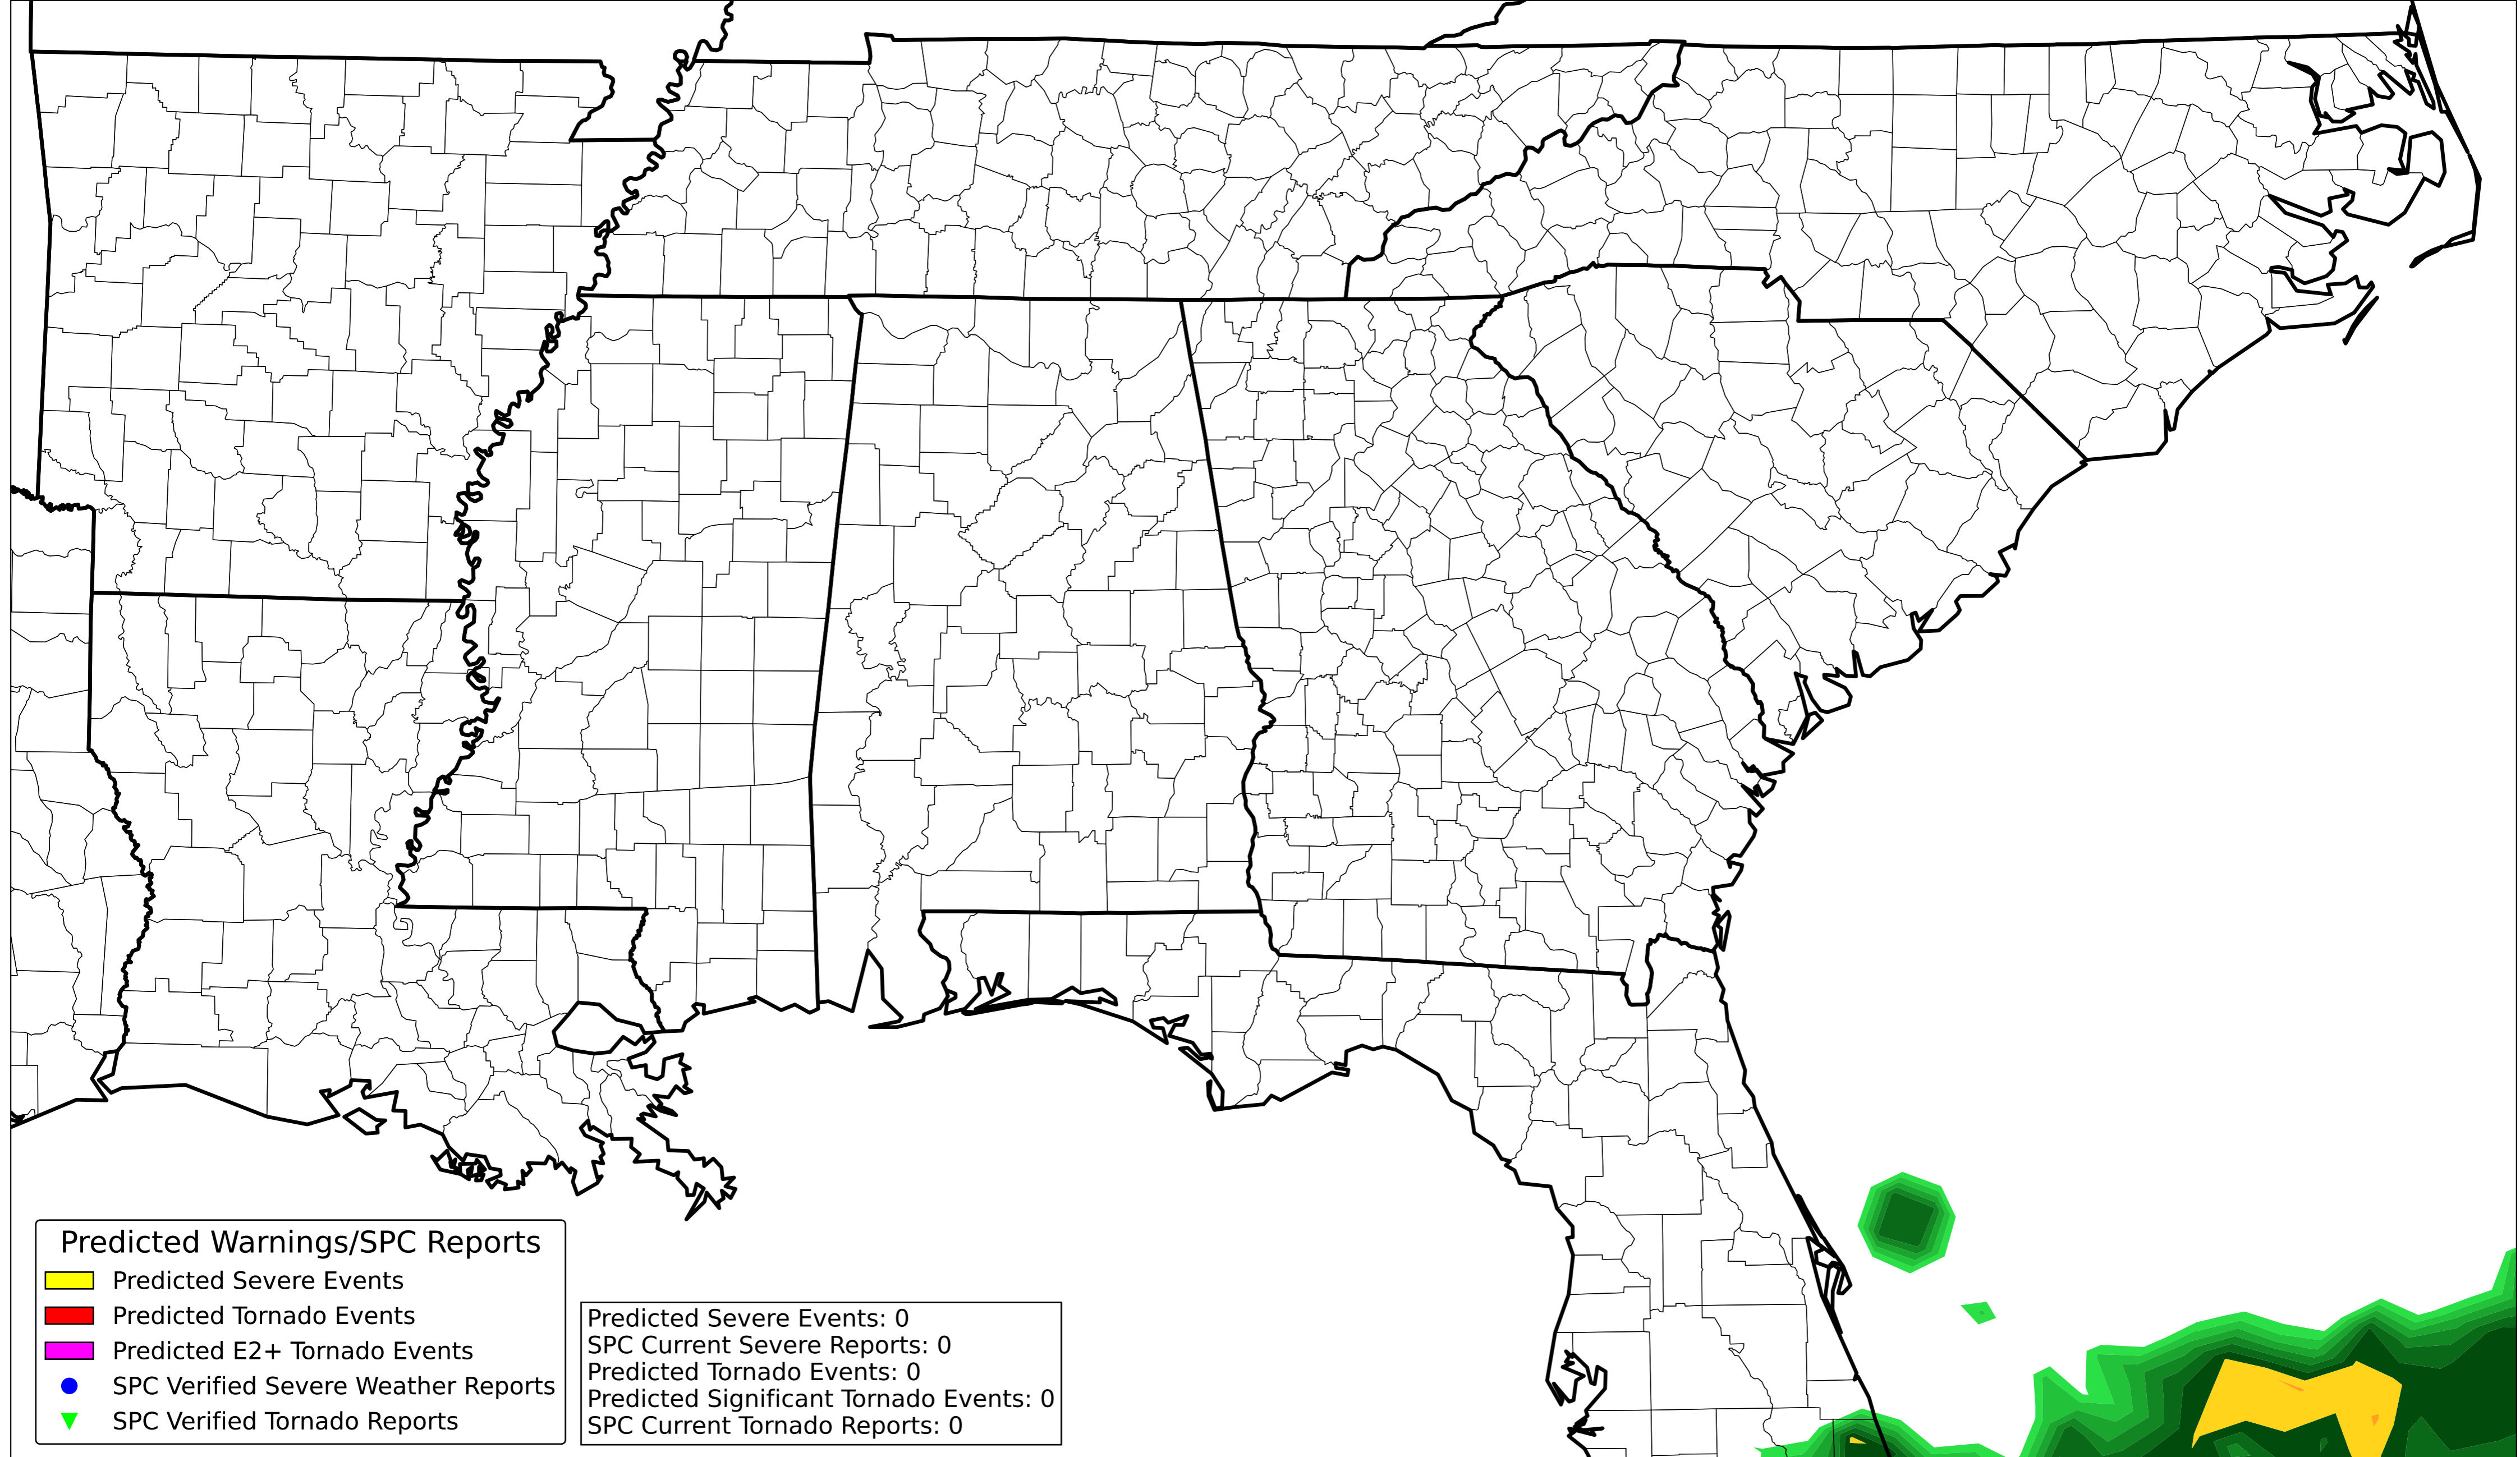 Predicted Warnings/SPC Reports
Predicted Severe Events
Predicted Tornado Events
Predicted E2+ Tornado Events
SPC Verified Severe Weather Reports
SPC Verified Tornado Reports
Predicted Severe Events: 0
SPC Current Severe Reports: 0
Predicted Tornado Events: 0
Predicted Significant Tornado Events: 0
SPC Current Tornado Reports: 0